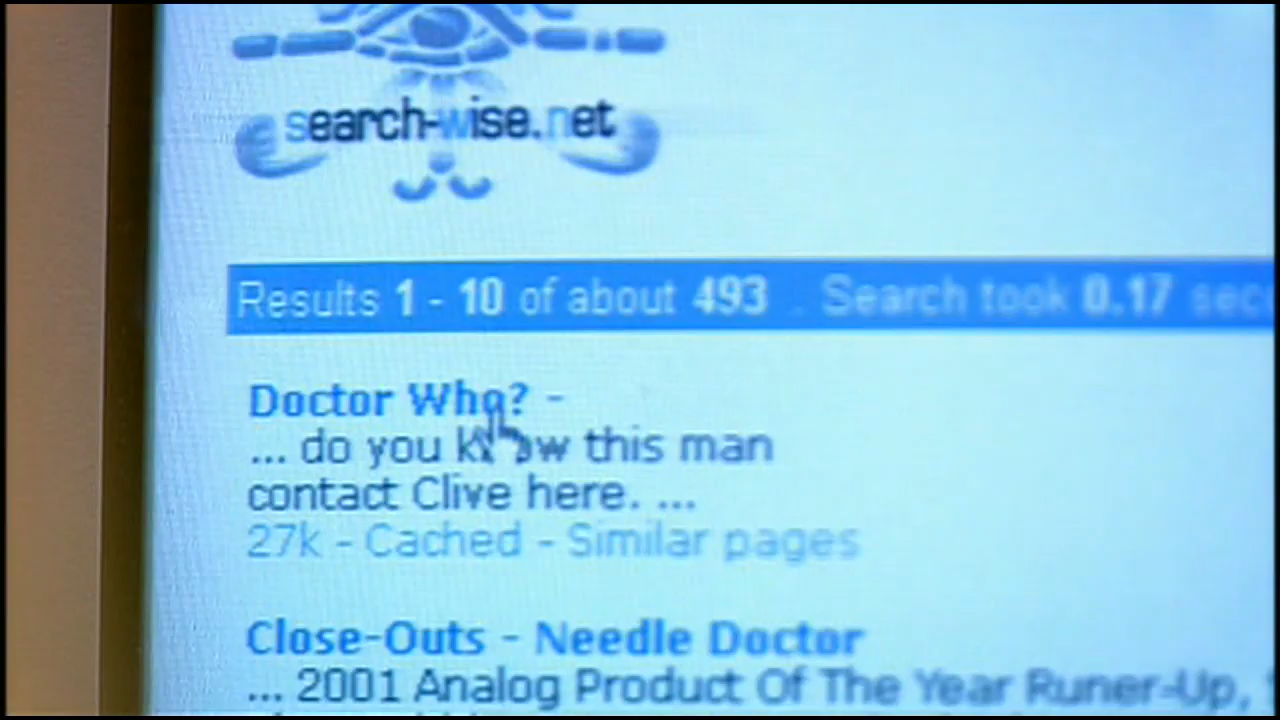 search-wise.net
Results 1 - 10 of about 493 . Search took 0.17
Doctor Who? -
... do you know this man
contact Clive here. ...
27k - Cached - Similar pages
Close-Outs - Needle Doctor
... 2001 Analog Product Of The Year Runer-Up,